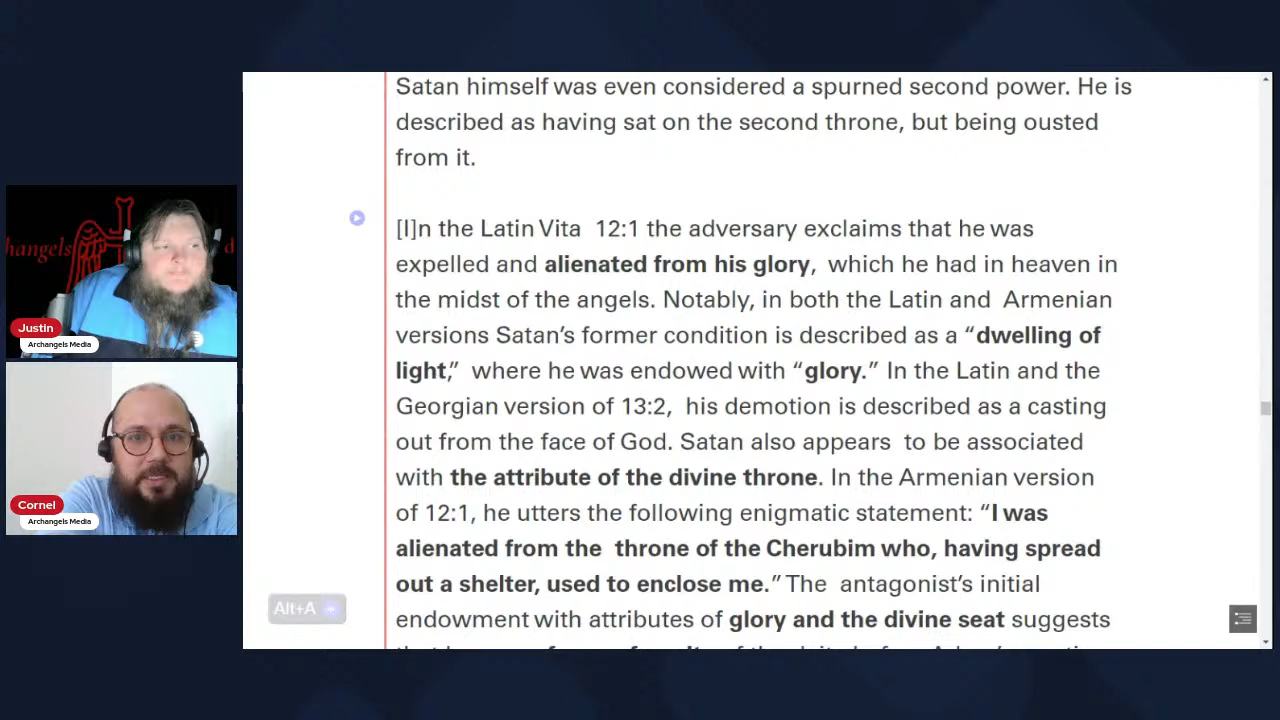 Satan himself was even considered a spurned second power. He is
described as having sat on the second throne, but being ousted
from it.
[I]n the Latin Vita 12:1 the adversary exclaims that he was
expelled and alienated from his glory, which he had in heaven in
the midst of the angels. Notably, in both the Latin and Armenian
versions Satan's former condition is described as a “dwelling of
light,” where he was endowed with “glory.” In the Latin and the
Georgian version of 13:2, his demotion is described as a casting
out from the face of God. Satan also appears to be associated
with the attribute of the divine throne. In the Armenian version
of 12:1, he utters the following enigmatic statement: “I was
alienated from the throne of the Cherubim who, having spread
out a shelter, used to enclose me.” The antagonist's initial
endowment with attributes of glory and the divine seat suggests
Alt+A
Justin
Archangels Media
Cornel
Archangels Media